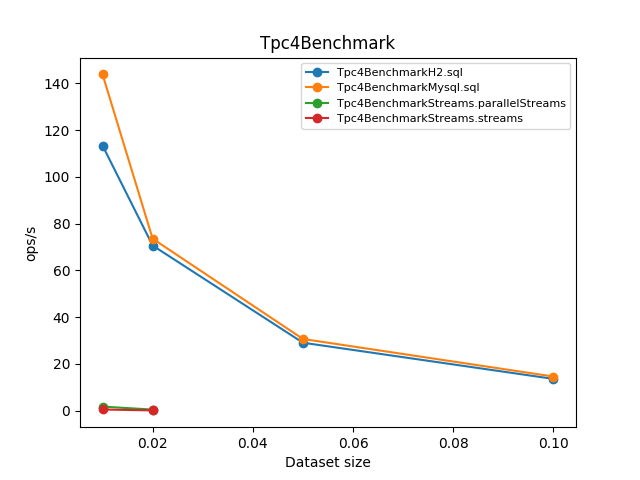 Tpc4Benchmark
Tpc4BenchmarkH2.sql
Tpc4BenchmarkMysql.sql
Tpc4BenchmarkStreams.parallelStreams
Tpc4BenchmarkStreams.streams
ops/s
140
120
100
80
60
40
20
0
0.02 0.04 0.06 0.08 0.10
Dataset size